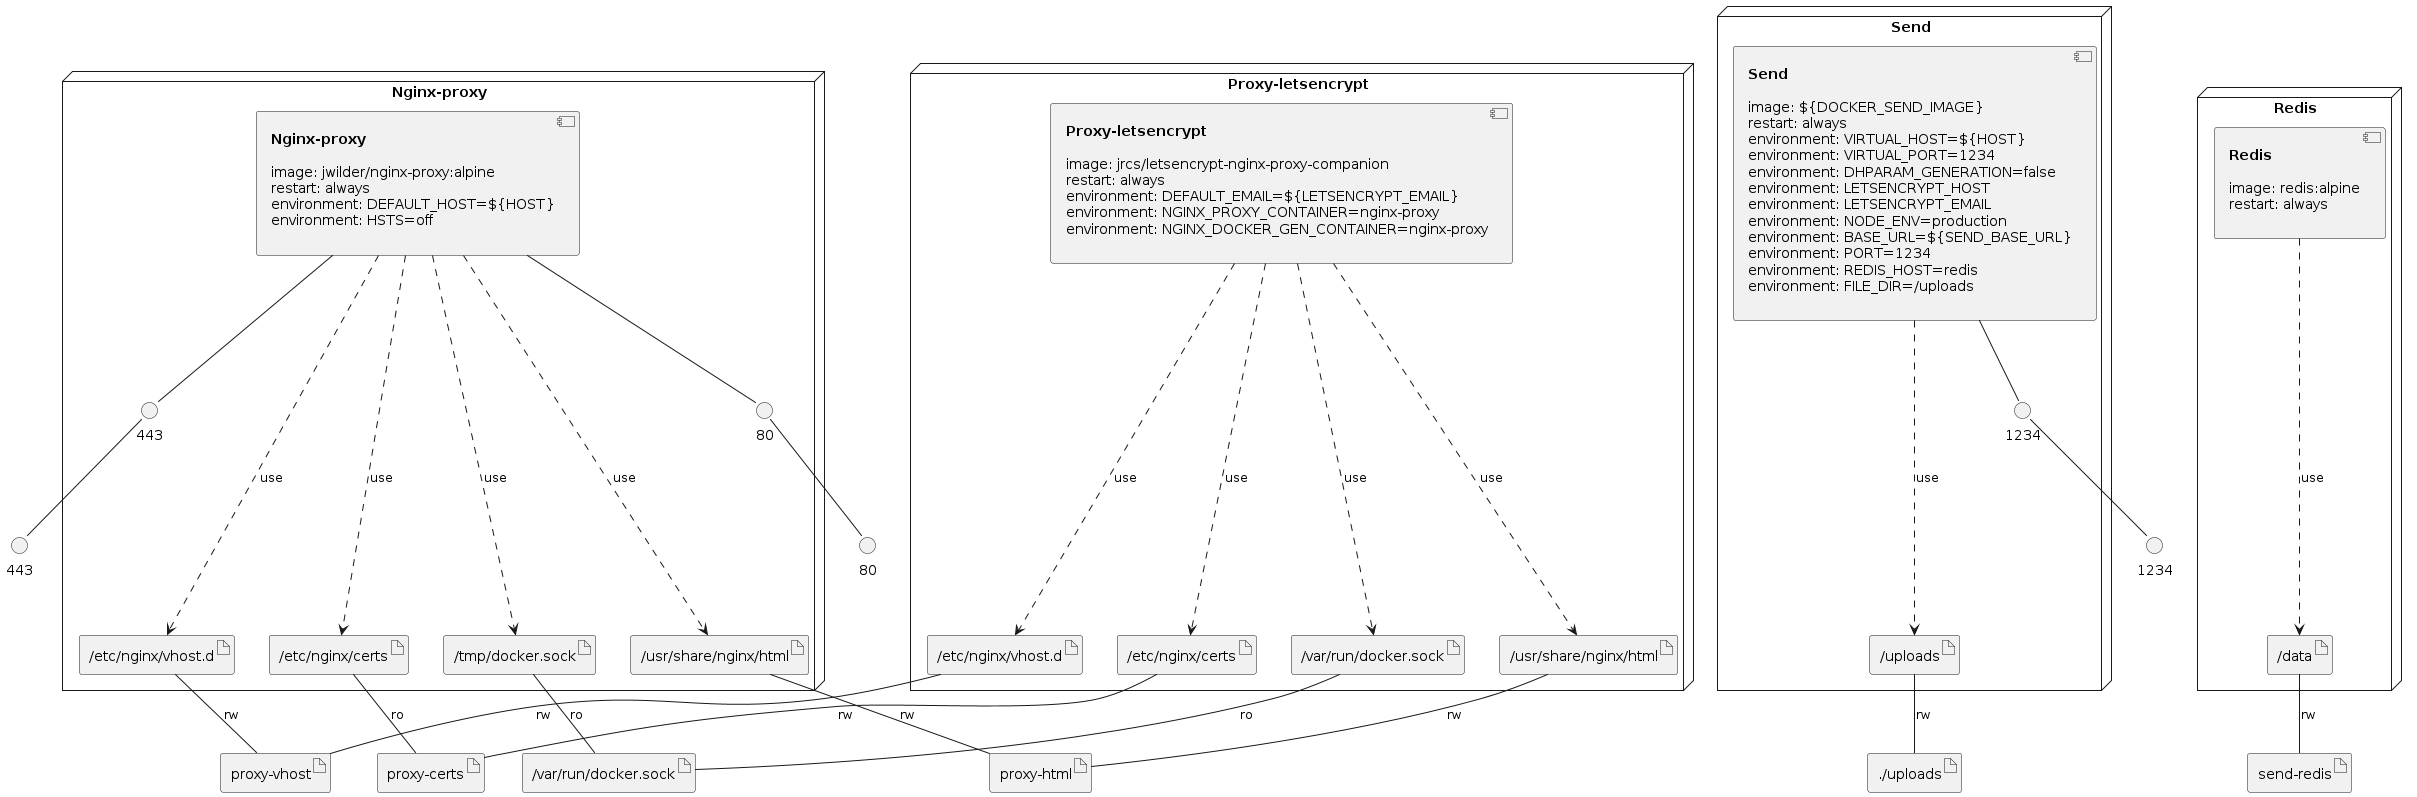 Nginx-proxy
Nginx-proxy
image: jwilder/nginx-proxy:alpine
restart: always
environment: DEFAULT_HOST=${HOST}
environment: HSTS=off
443
80
443
80
use
use
use
use
/etc/nginx/vhost.d
/etc/nginx/certs
/tmp/docker.sock
/usr/share/nginx/html
Proxy-letsencrypt
Proxy-letsencrypt
image: jrcs/letsencrypt-nginx-proxy-companion
restart: always
environment: DEFAULT_EMAIL=${LETSENCRYPT_EMAIL}
environment: NGINX_PROXY_CONTAINER=nginx-proxy
environment: NGINX_DOCKER_GEN_CONTAINER=nginx-proxy
use
use
use
use
/etc/nginx/vhost.d
/etc/nginx/certs
/var/run/docker.sock
/usr/share/nginx/html
Send
Send
image: ${DOCKER_SEND_IMAGE}
restart: always
environment: VIRTUAL_HOST=${HOST}
environment: VIRTUAL_PORT=1234
environment: DHPARAM_GENERATION=false
environment: LETSENCRYPT_HOST
environment: LETSENCRYPT_EMAIL
environment: NODE_ENV=production
environment: BASE_URL=${SEND_BASE_URL}
environment: PORT=1234
environment: REDIS_HOST=redis
environment: FILE_DIR=/uploads
1234
use
1234
/uploads
Redis
Redis
image: redis:alpine
restart: always
use
/data
rw
ro
rw
ro
rw
rw
ro
rw
rw
rw
proxy-vhost
proxy-certs
/var/run/docker.sock
proxy-html
./uploads
send-redis